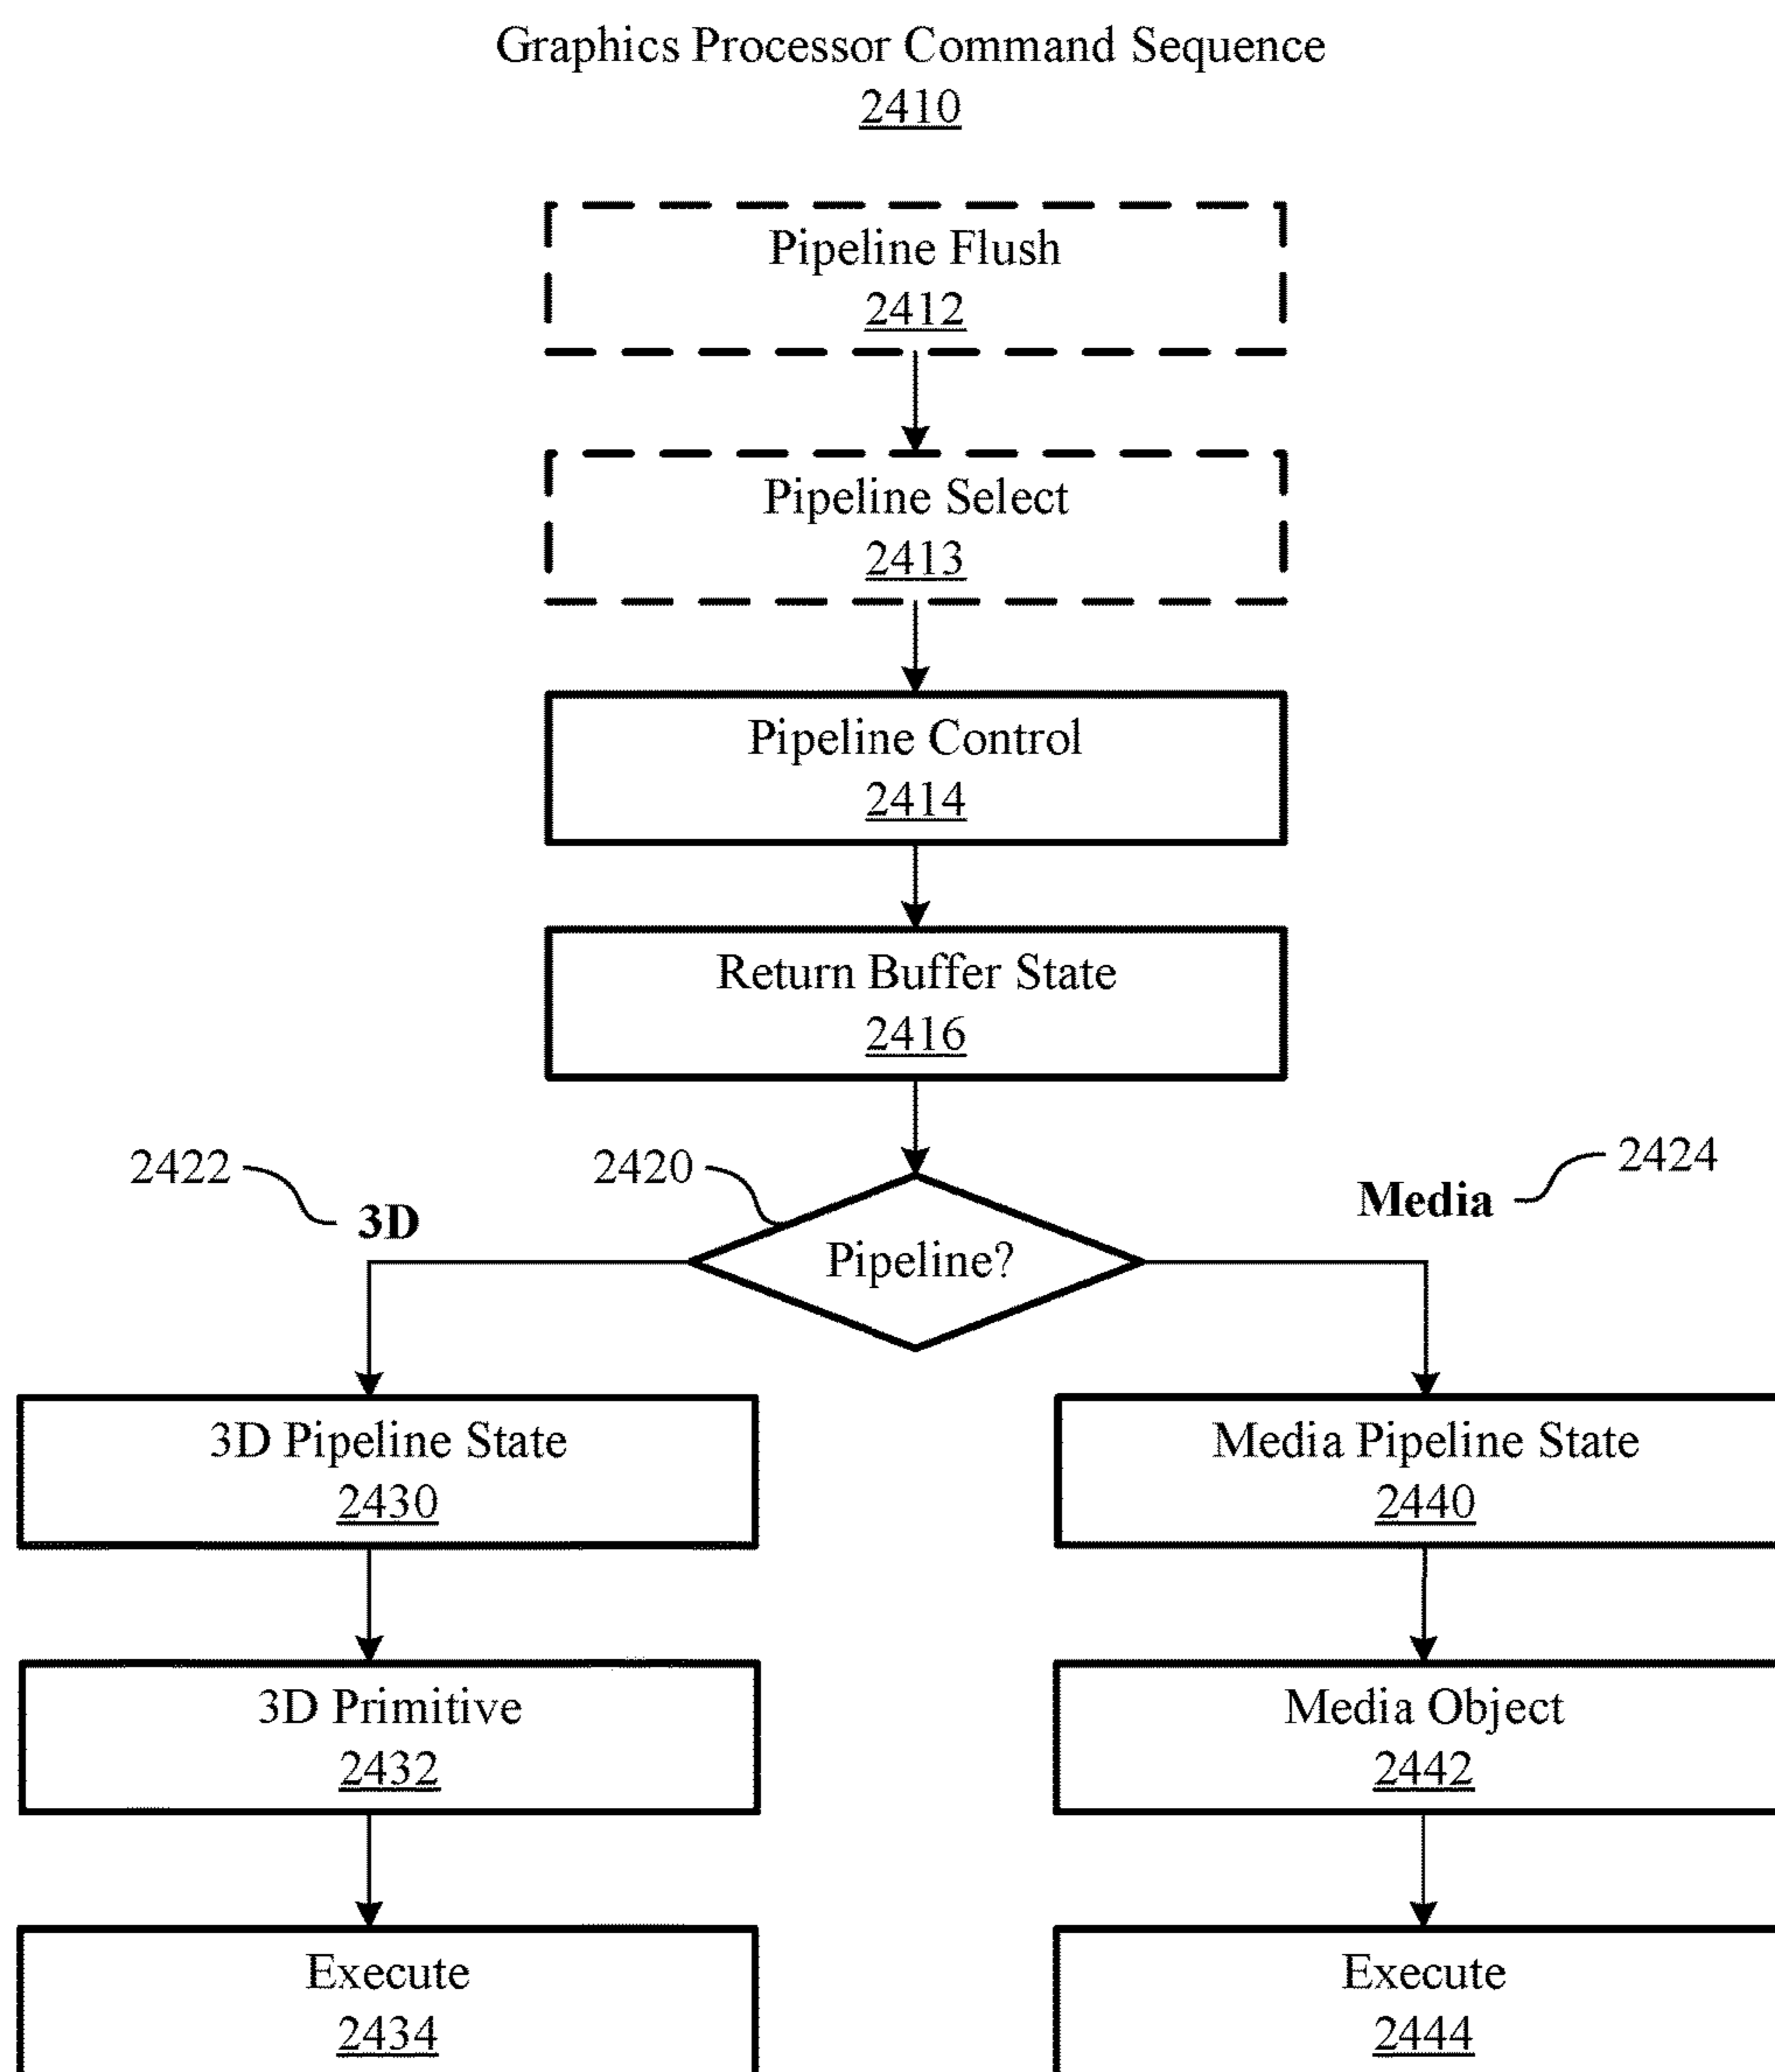 Graphics Processor Command Sequence
2410
Pipeline Flush
2412
Pipeline Select
2413
Pipeline Control
2414
Return Buffer State
2416
2422
3D
2420
Pipeline?
Media
2424
3D Pipeline State
2430
3D Primitive
2432
Execute
2434
Media Pipeline State
2440
Media Object
2442
Execute
2444